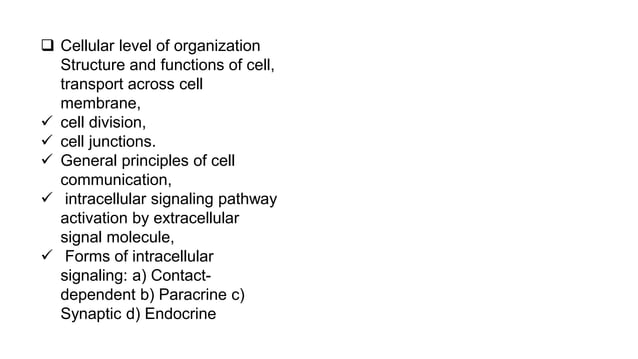 ❑ Cellular level of organization
Structure and functions of cell,
transport across cell
membrane,
✓ cell division,
✓ cell junctions.
✓ General principles of cell
communication,
✓ intracellular signaling pathway
activation by extracellular
signal molecule,
✓ Forms of intracellular
signaling: a) Contact-
dependent b) Paracrine c)
Synaptic d) Endocrine